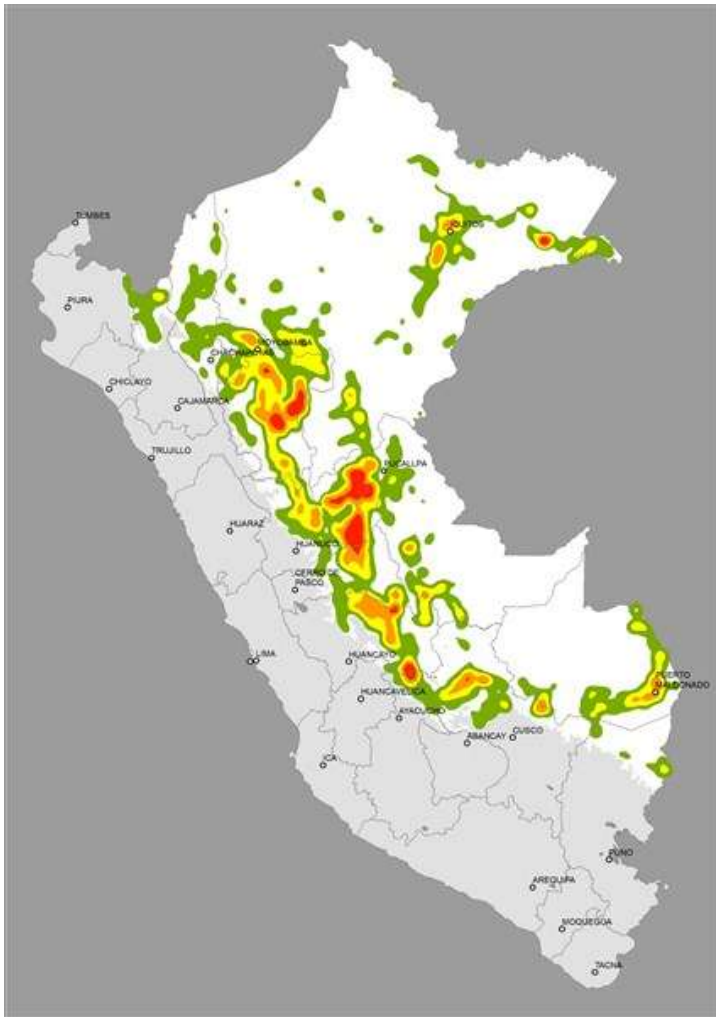 TUMBES
IQUITOS
PIURA
MOYOBAMBA
CHACHAPOYAS
CHICLAYO
CAJAMARCA
TRUJILLO
PUCALLPA
HUARAZ
HUANUCO
CERRO DE
PASCO
LIMA
HUANCAYO
PUERTO
MALDONADO
HUANCAVELICA
AYACUCHO
CUSCO
ABANCAY
ICA
PUNO
AREQUIPA
MOQUEGUA
TACNA